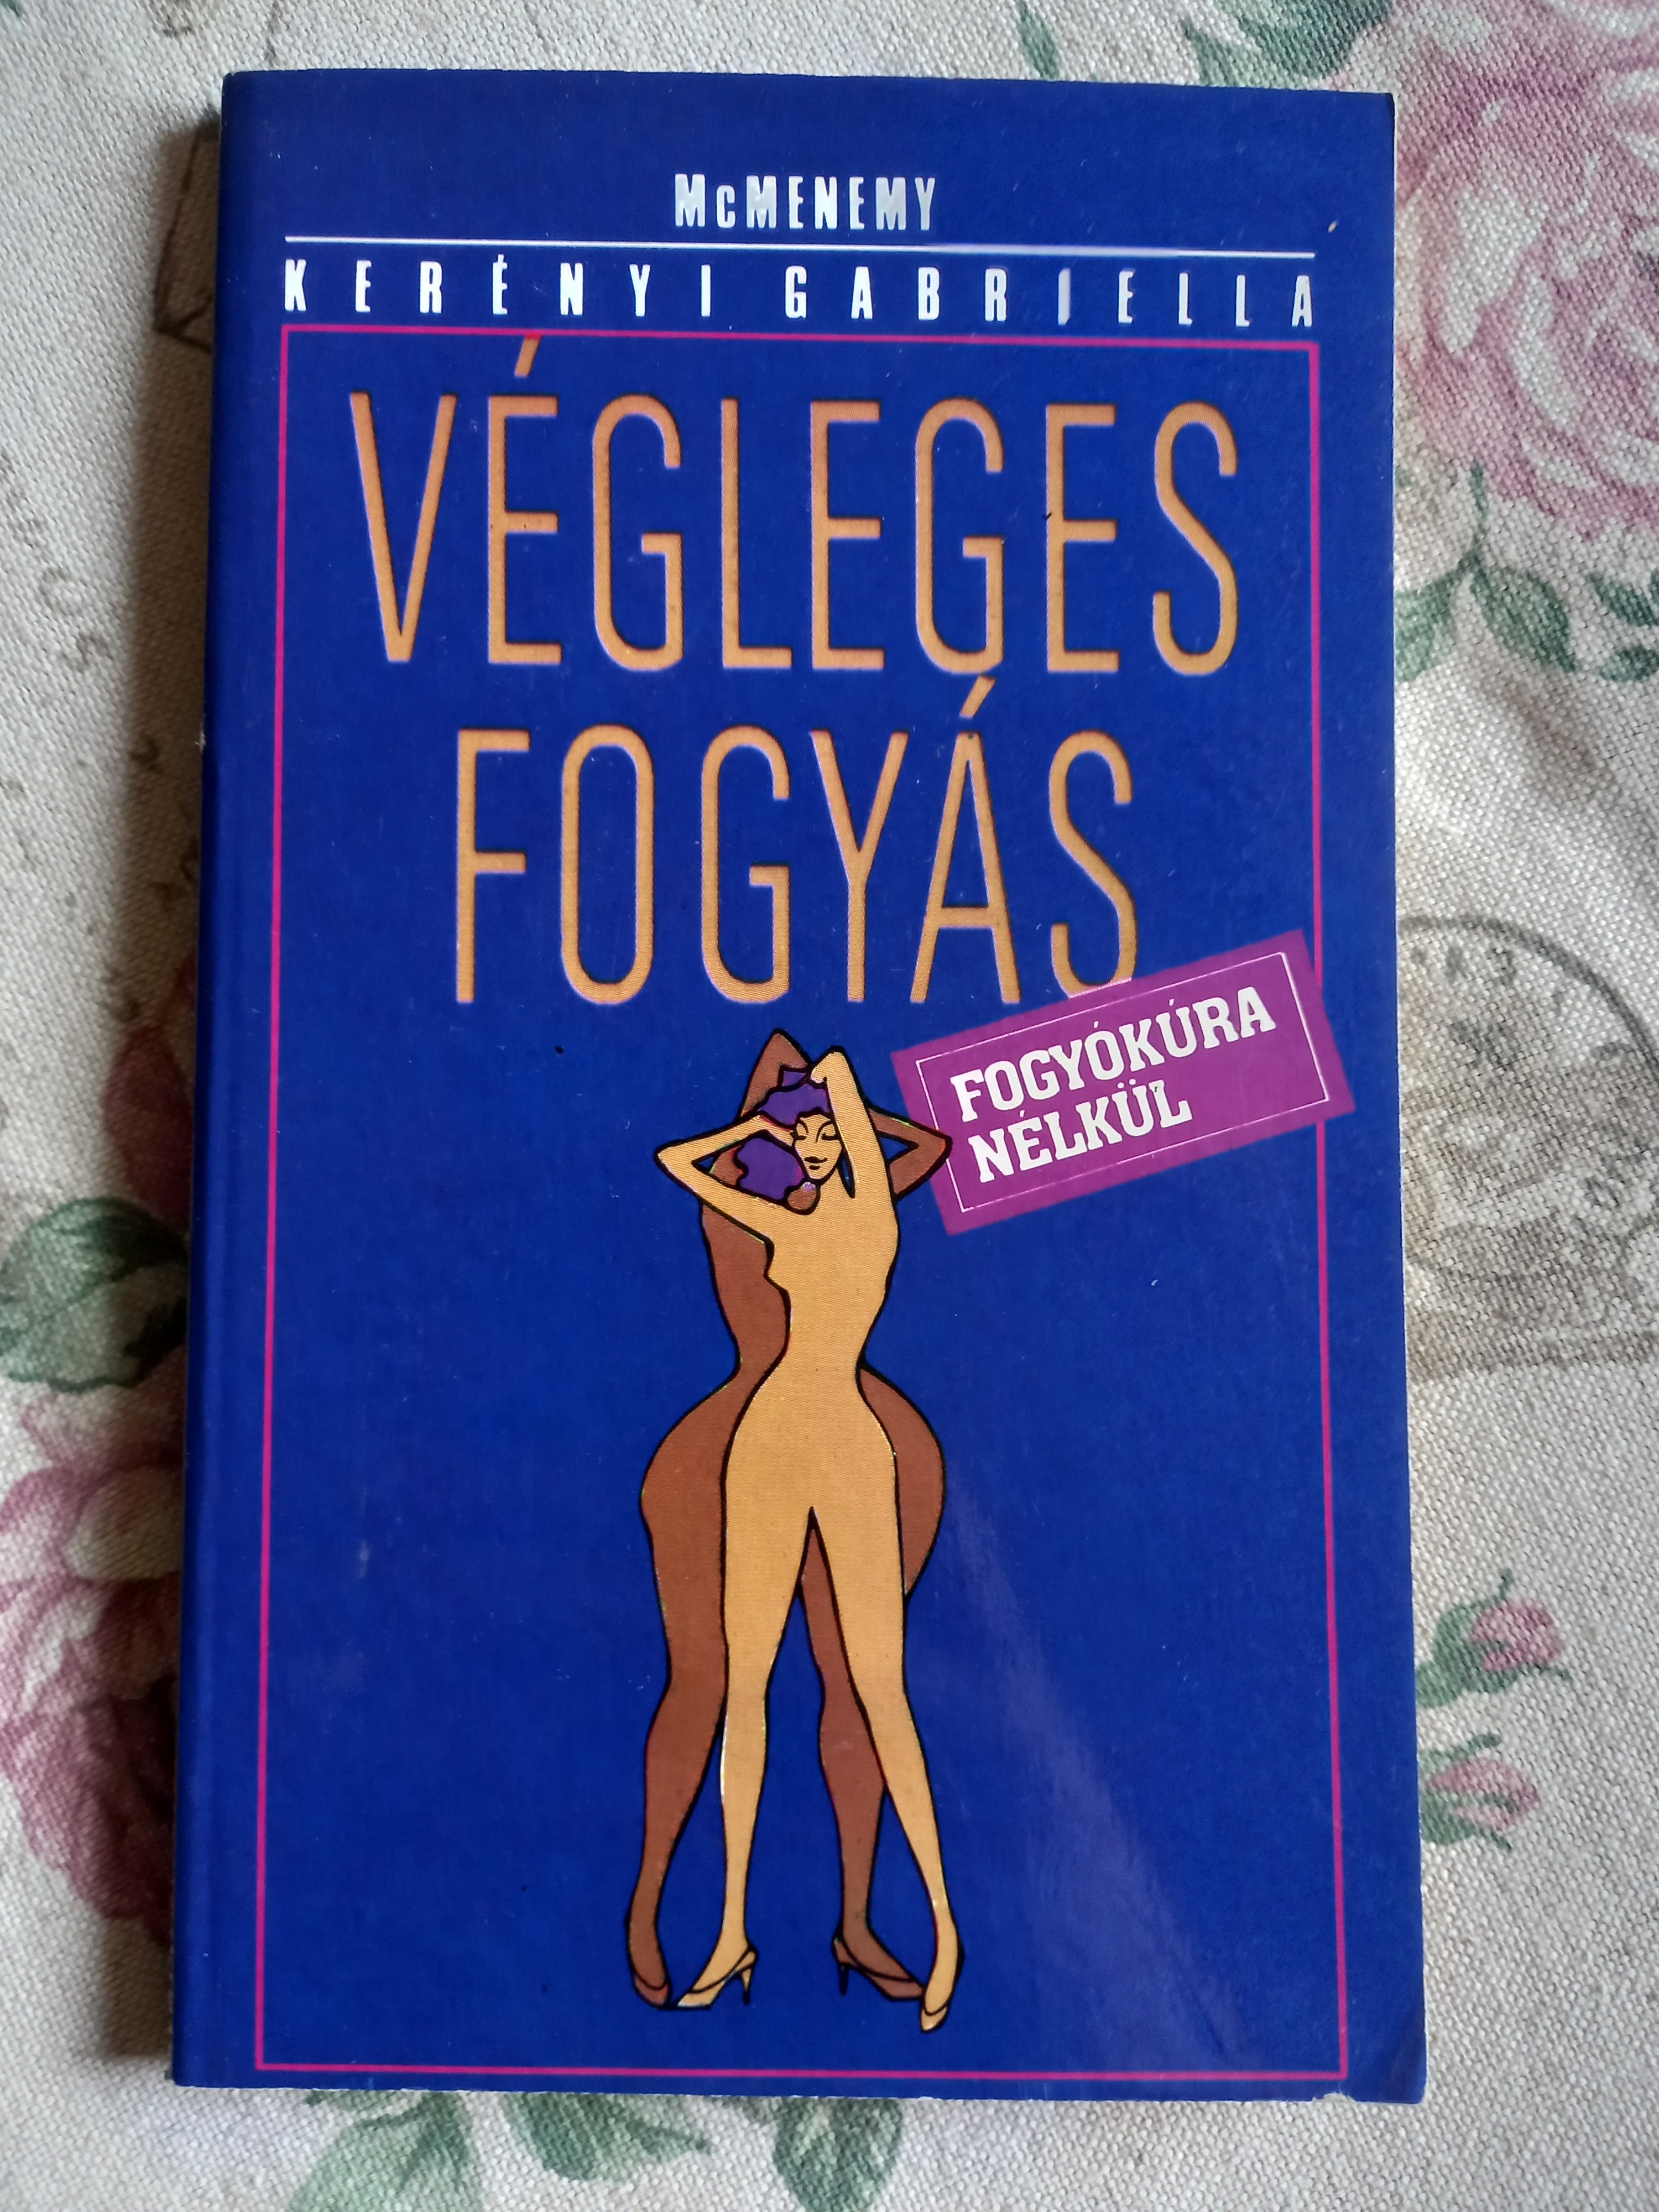 McMENEMY
KERÉNYI GABRIELLA
VÉGLEGES
FOGYÁS
FOGYÓKÚRA
NÉLKÜL